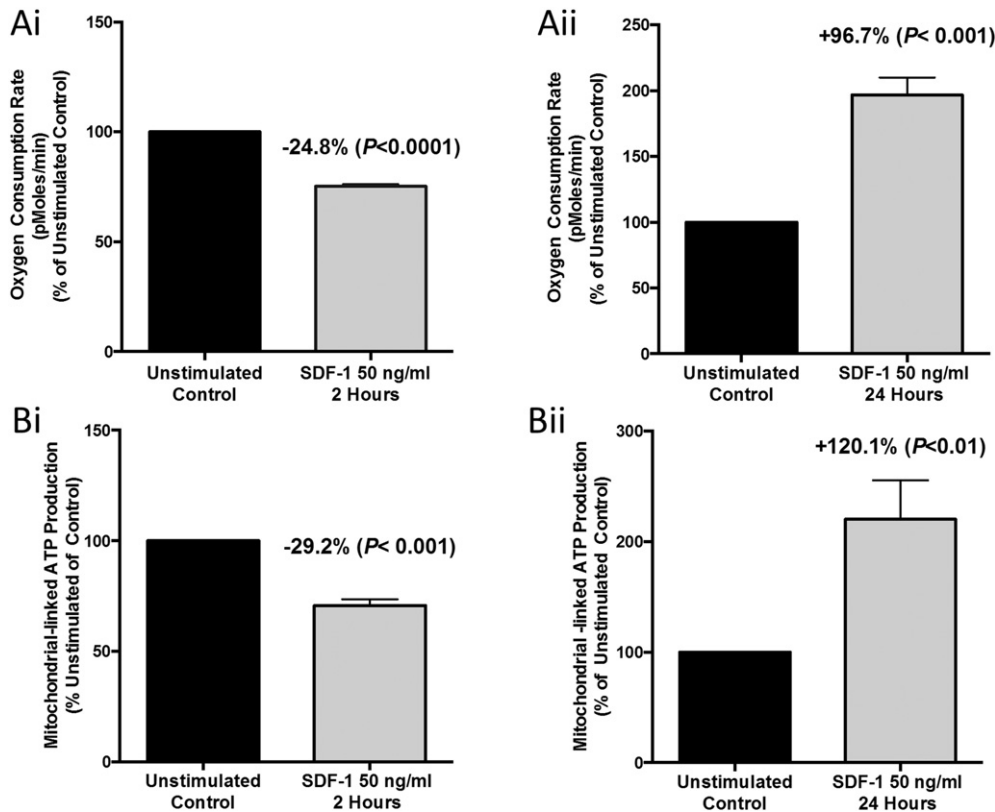 Ai
Oxygen Consumption Rate
(pMoles/min)
(% of Unstimulated Control)
150
100
50
0
-24.8% (P<0.0001)
Unstimulated
Control
SDF-1 50 ng/ml
2 Hours
Aii
Oxygen Consumption Rate
(pMoles/min)
(% of Unstimulated Control)
250
200
150
100
50
0
+96.7% (P< 0.001)
Unstimulated
Control
SDF-1 50 ng/ml
24 Hours
Bi
Mitochondrial-linked ATP Production
(% Unstimulated of Control)
150
100
50
0
-29.2% (P< 0.001)
Unstimulated
Control
SDF-1 50 ng/ml
2 Hours
Bii
Mitochondrial -linked ATP Production
(% of Unstimulated Control)
300
200
100
0
+120.1% (P<0.01)
Unstimulated
Control
SDF-1 50 ng/ml
24 Hours